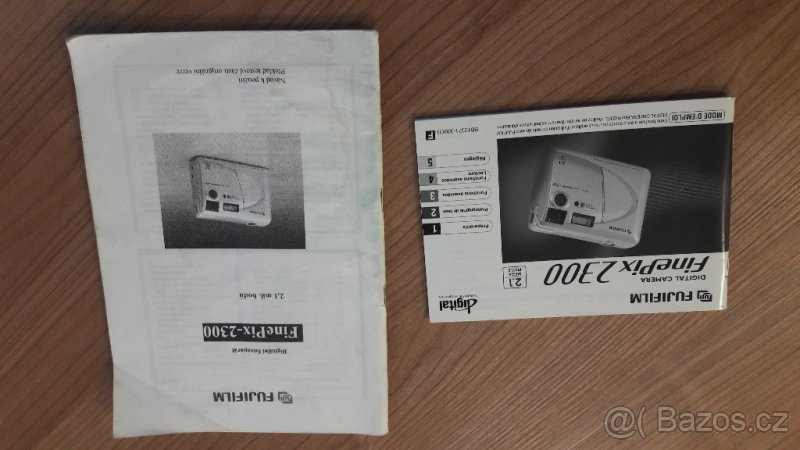 FUJIFILM
Digitální fotoaparát
FinePix-2300
2,1 mil. bodů
Návod k použití
Překlad textové části originální verze
FUJIFILM
digital
DIGITAL CAMERA
FinePix 2300
2.1
MEGA
PIXELS
1 Préparatifs
2 Photographie de base
3 Fonctions avancées
4 Fonctions avancées
Lecture
5 Réglages
F
MODE D'EMPLOI
@( Bazos.cz